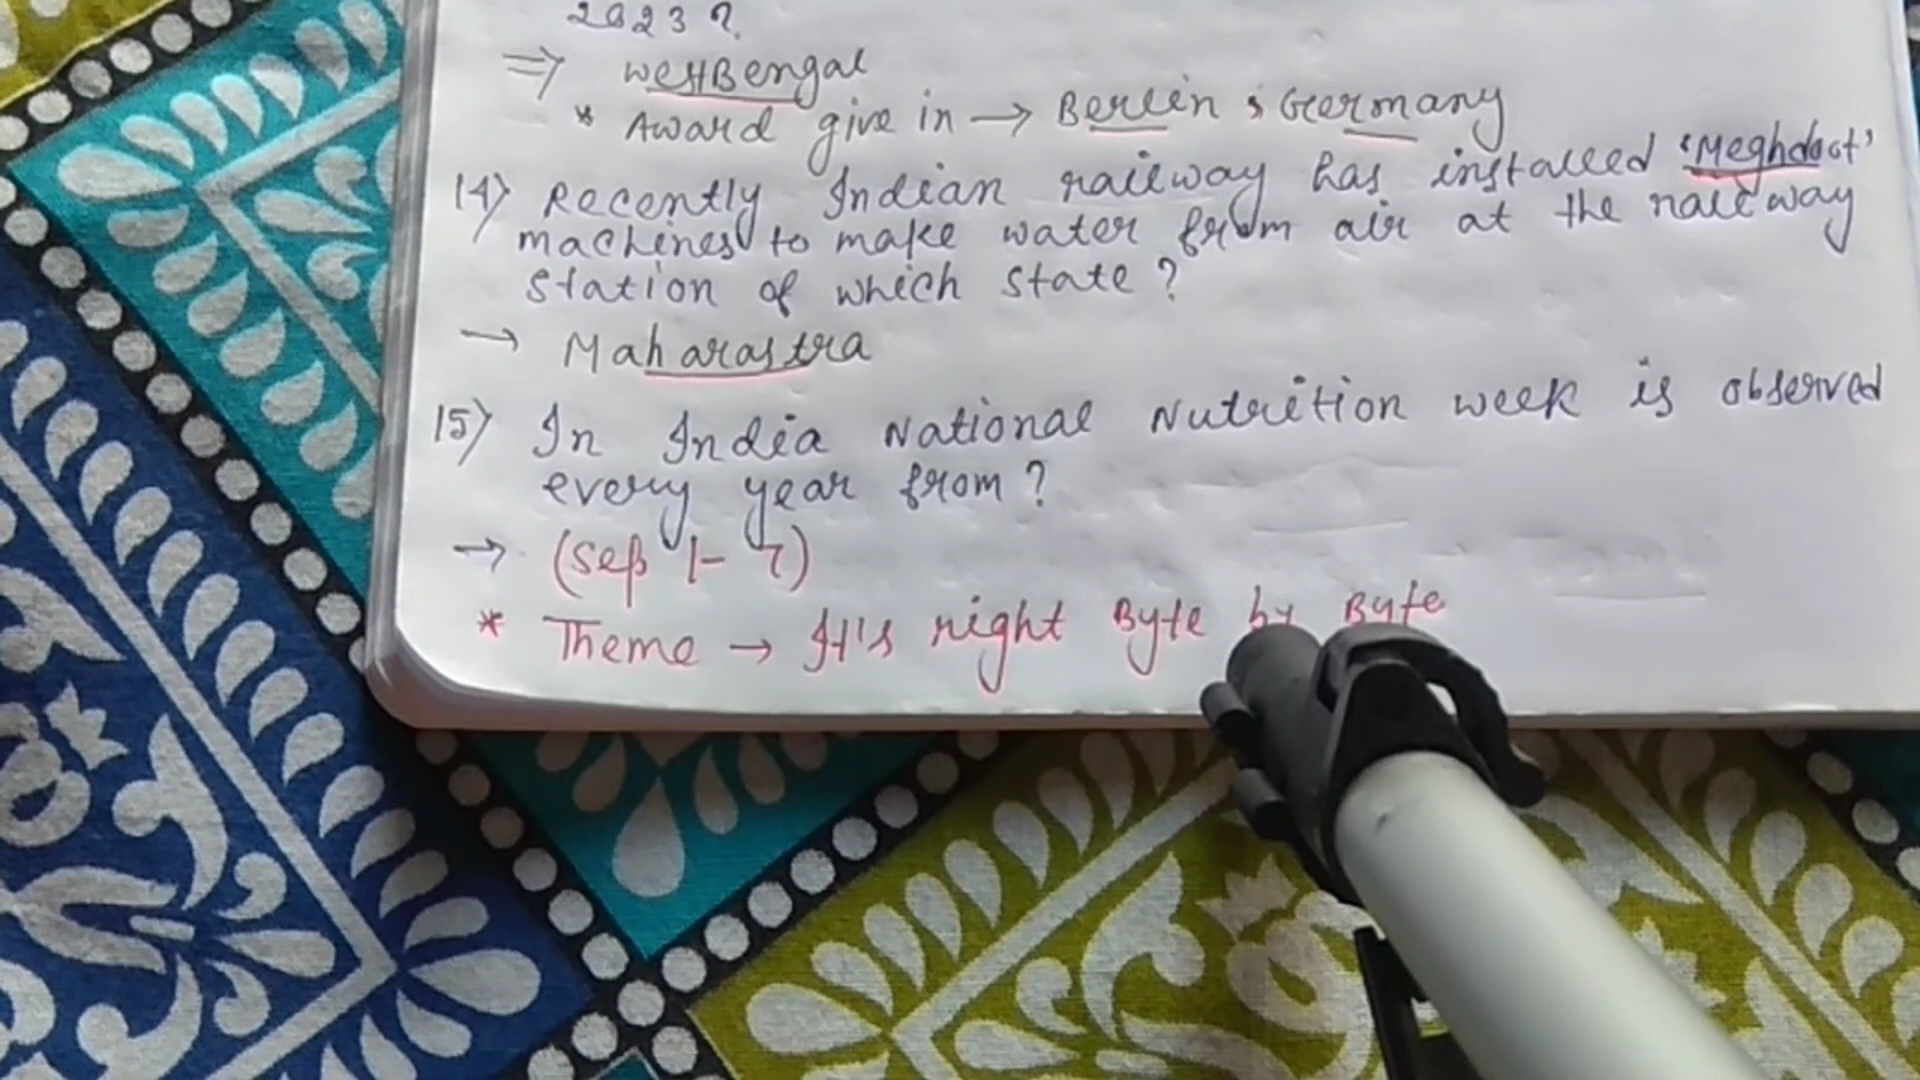 2023?
⇒ West Bengal
* Award give in → Berlin, Germany
14) Recently Indian railway has installed 'Meghdoot'
machines to make water from air at the railway
station of which state?
→ Maharastra
15) In India National Nutrition week is observed
every year from?
→ (Sep 1-7)
* Theme → It's right Byte by Byte